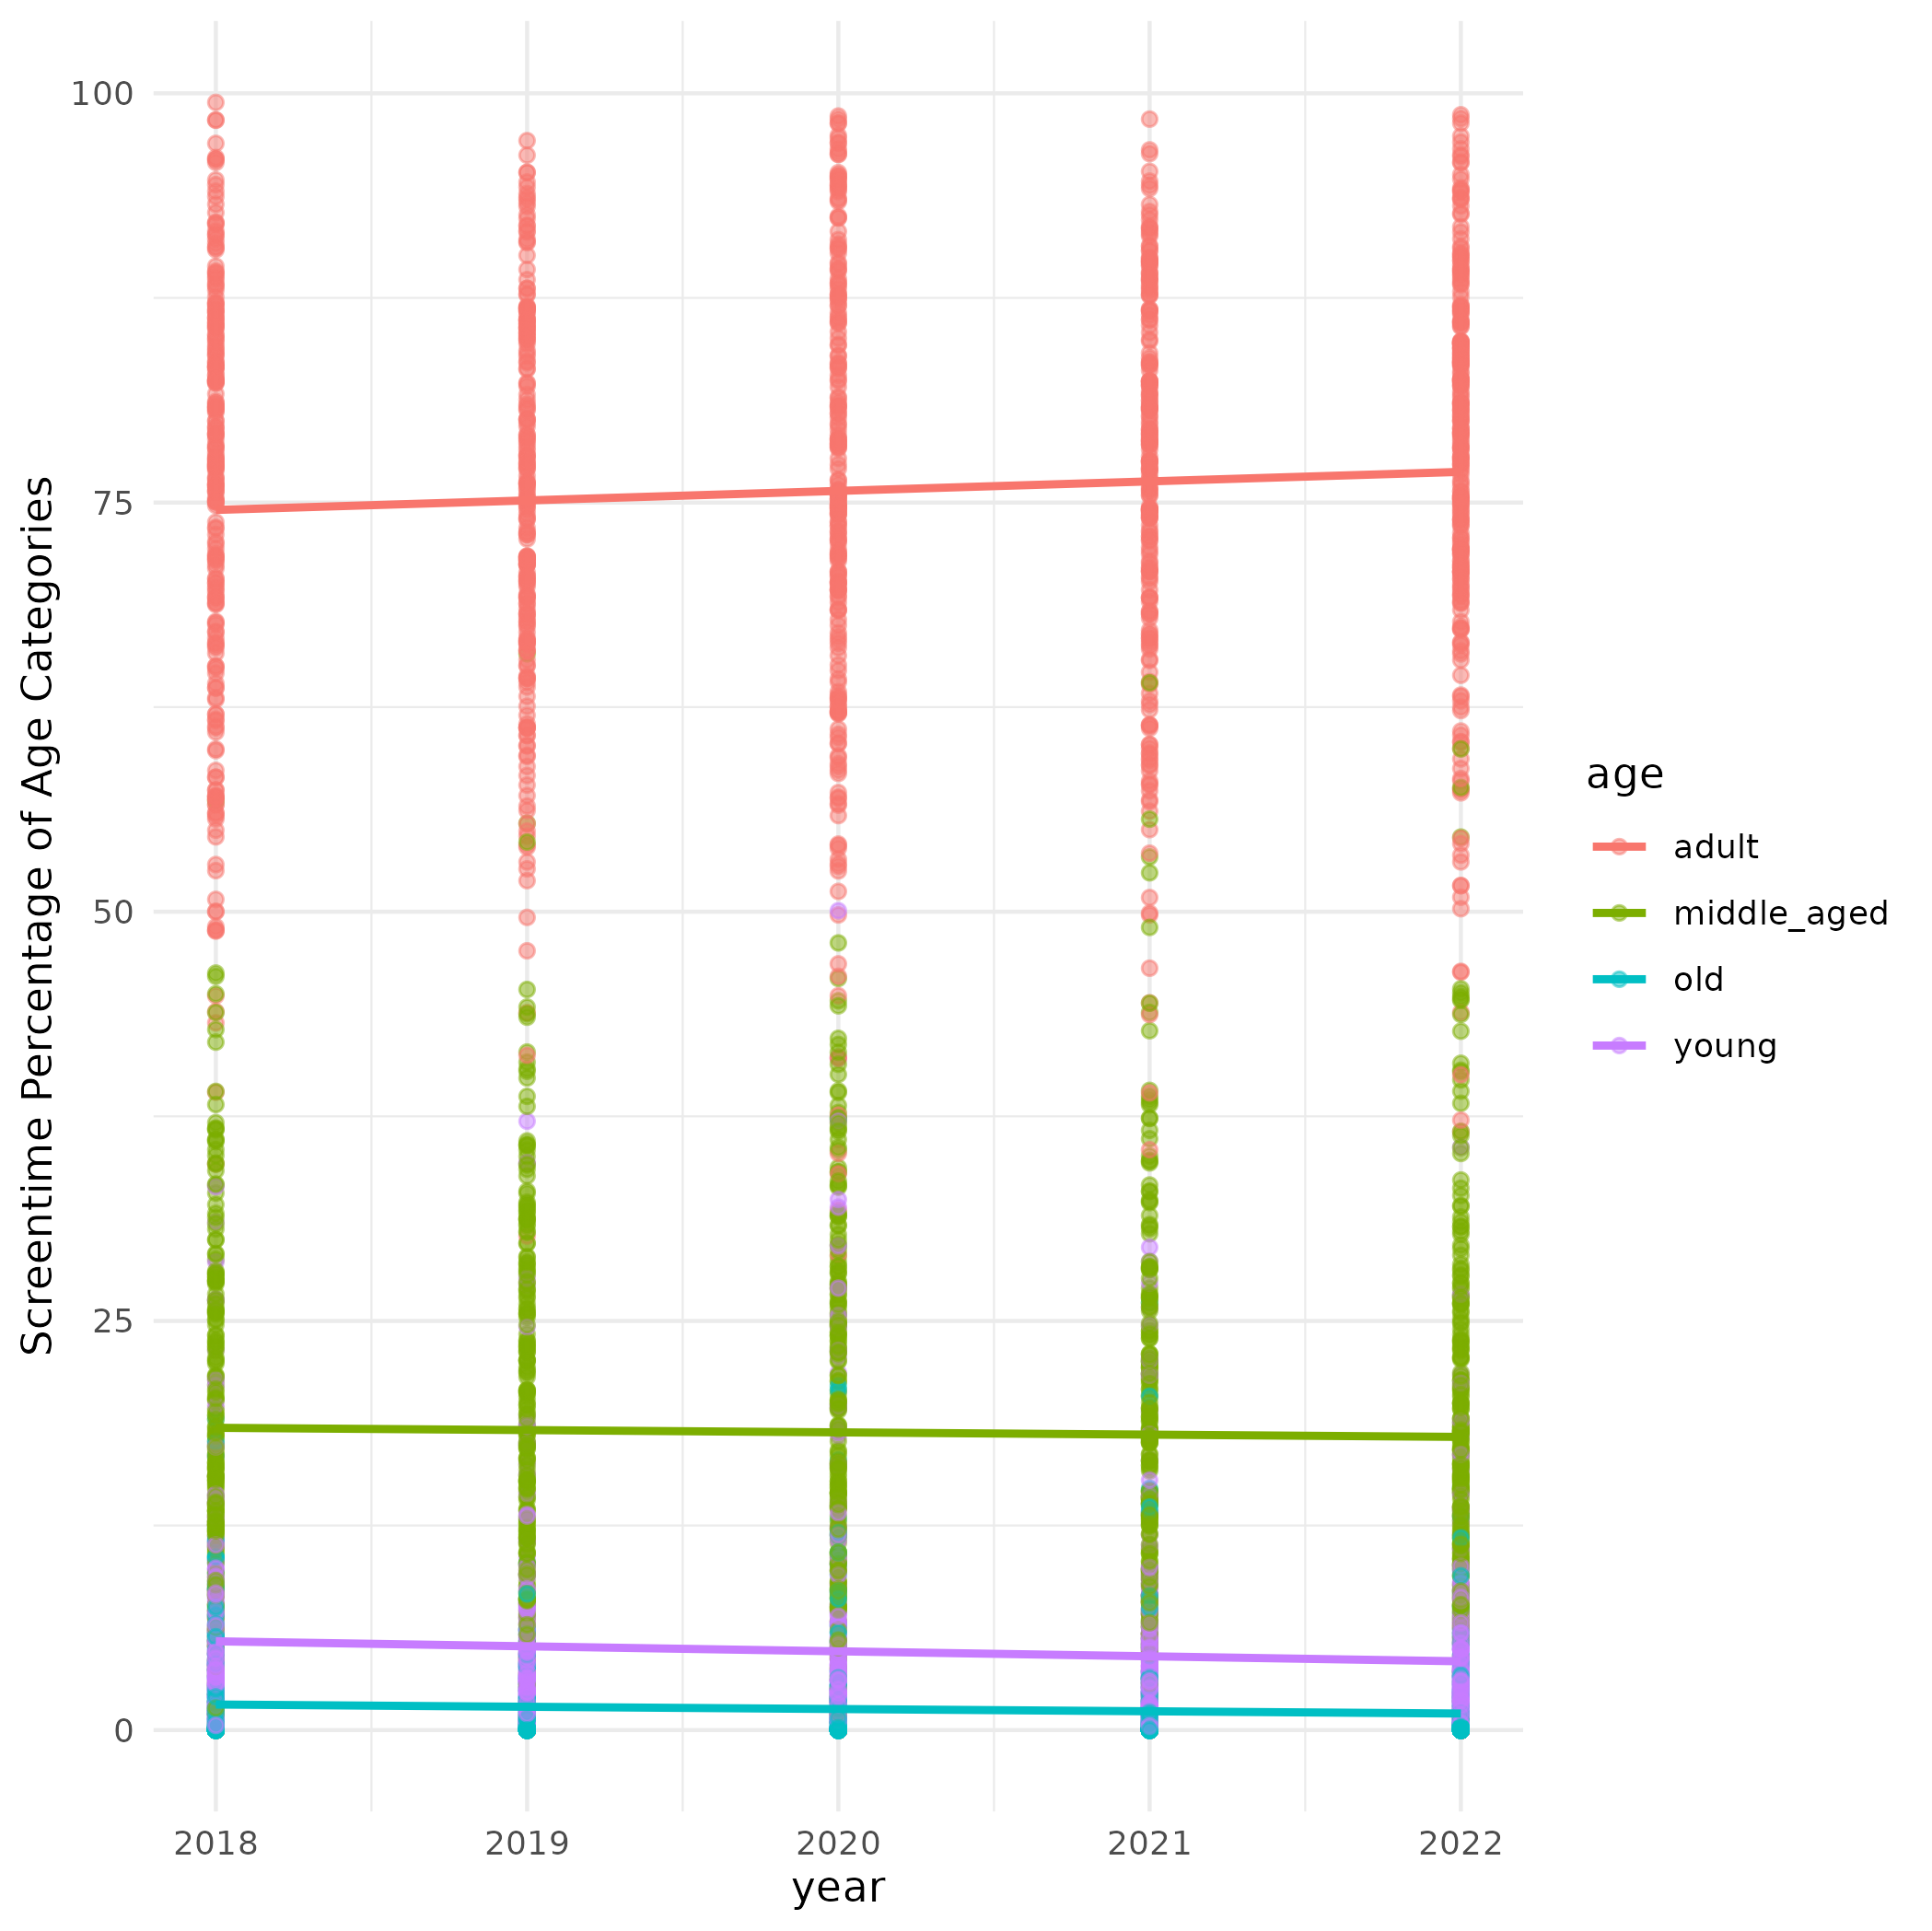 Screentime Percentage of Age Categories
100
75
50
25
0
2018 2019 2020 2021 2022
year
age
adult
middle_aged
old
young